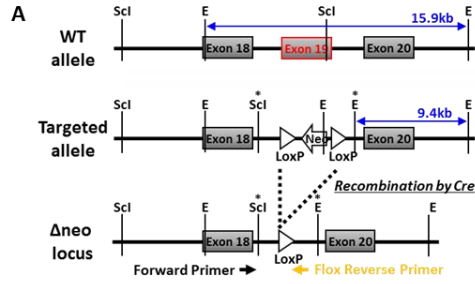 A
ScI E ScI E
15.9kb
WT allele
Exon 18 Exon 19 Exon 20
* *
ScI E ScI E E E
9.4kb
Targeted allele
Exon 18 Exon 20
LoxP LoxP
Recombination by Cre
* *
ScI E ScI E E
Δneo locus
Exon 18 Exon 20
LoxP
Forward Primer Flox Reverse Primer